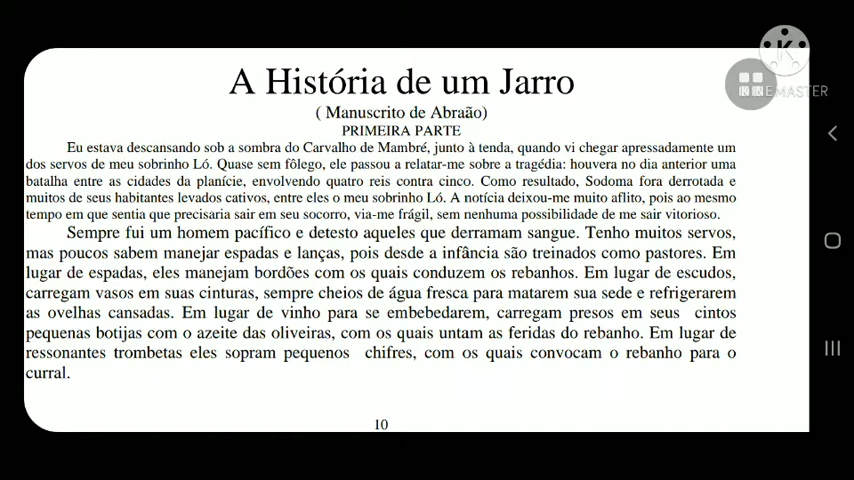 A História de um Jarro
( Manuscrito de Abraão)
PRIMEIRA PARTE
Eu estava descansando sob a sombra do Carvalho de Mambré, junto à tenda, quando vi chegar apressadamente um
dos servos de meu sobrinho Ló. Quase sem fôlego, ele passou a relatar-me sobre a tragédia: houvera no dia anterior uma
batalha entre as cidades da planície, envolvendo quatro reis contra cinco. Como resultado, Sodoma fora derrotada e
muitos de seus habitantes levados cativos, entre eles o meu sobrinho Ló. A notícia deixou-me muito aflito, pois ao mesmo
tempo em que sentia que precisaria sair em seu socorro, via-me frágil, sem nenhuma possibilidade de me sair vitorioso.
Sempre fui um homem pacífico e detesto aqueles que derramam sangue. Tenho muitos servos,
mas poucos sabem manejar espadas e lanças, pois desde a infância são treinados como pastores. Em
lugar de espadas, eles manejam bordões com os quais conduzem os rebanhos. Em lugar de escudos,
carregam vasos em suas cinturas, sempre cheios de água fresca para matarem sua sede e refrigerarem
as ovelhas cansadas. Em lugar de vinho para se embebedarem, carregam presos em seus cintos
pequenas botijas com o azeite das oliveiras, com os quais untam as feridas do rebanho. Em lugar de
ressonantes trombetas eles sopram pequenos chifres, com os quais convocam o rebanho para o
curral.
10
K